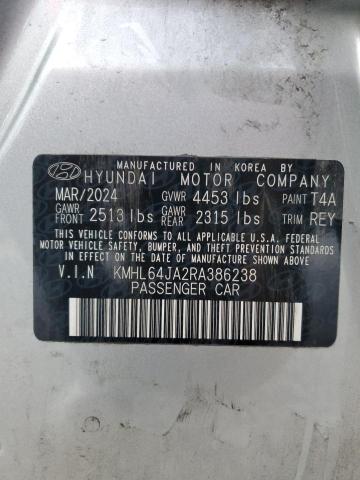 MANUFACTURED IN KOREA BY
HYUNDAI MOTOR COMPANY
MAR/2024 GVWR 4453 lbs PAINT T4A
GAWR FRONT 2513 lbs GAWR REAR 2315 lbs TRIM REY
THIS VEHICLE CONFORMS TO ALL APPLICABLE U.S.A. FEDERAL
MOTOR VEHICLE SAFETY, BUMPER, AND THEFT PREVENTION STANDARDS
IN EFFECT ON THE DATE OF MANUFACTURE SHOWN ABOVE.
V.I.N KMHL64JA2RA386238
PASSENGER CAR